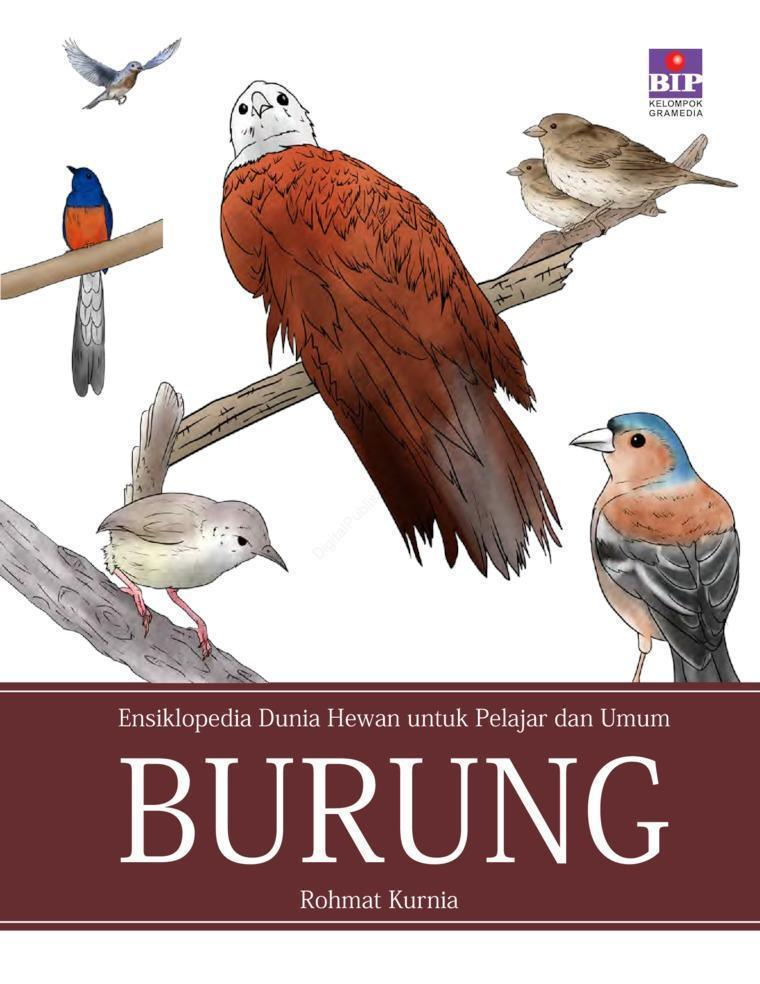 BIP
KELOMPOK
GRAMEDIA
Ensiklopedia Dunia Hewan untuk Pelajar dan Umum
BURUNG
Rohmat Kurnia